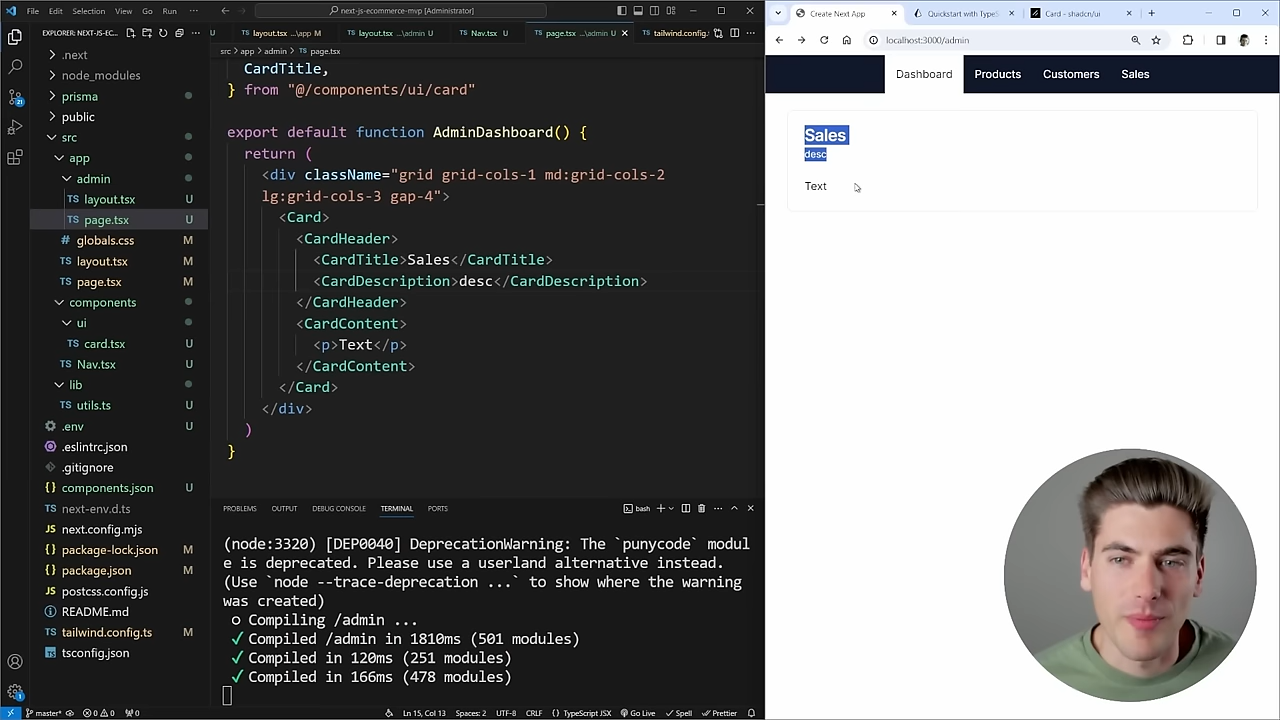 File Edit Selection View Go Run ...
next-js-ecommerce-mvp [Administrator]
EXPLORER: NEXT-JS-EC...
.next
node_modules
prisma
public
src
app
admin
layout.tsx U
page.tsx U
globals.css M
layout.tsx M
page.tsx M
components
ui
card.tsx U
Nav.tsx U
lib
utils.ts U
.env
.eslintrc.json
.gitignore
components.json U
next-env.d.ts
next.config.mjs
package-lock.json M
package.json M
postcss.config.js
README.md
tailwind.config.ts M
tsconfig.json
layout.tsx ...\app M
layout.tsx ...\admin U
Nav.tsx U
page.tsx ...\admin U
tailwind.config.
src > app > admin > page.tsx
CardTitle,
} from "@/components/ui/card"
export default function AdminDashboard() {
return (
<div className="grid grid-cols-1 md:grid-cols-2
lg:grid-cols-3 gap-4">
<Card>
<CardHeader>
<CardTitle>Sales</CardTitle>
<CardDescription>desc</CardDescription>
</CardHeader>
<CardContent>
<p>Text</p>
</CardContent>
</Card>
</div>
)
}
PROBLEMS OUTPUT DEBUG CONSOLE TERMINAL PORTS
bash
(node:3320) [DEP0040] DeprecationWarning: The `punycode` modul
e is deprecated. Please use a userland alternative instead.
(Use `node --trace-deprecation ...` to show where the warning
was created)
○ Compiling /admin ...
✓ Compiled /admin in 1810ms (501 modules)
✓ Compiled in 120ms (251 modules)
✓ Compiled in 166ms (478 modules)
master* 0 0 0 Ln 15, Col 13 Spaces: 2 UTF-8 CRLF TypeScript JSX Go Live Spell Prettier
Create Next App
Quickstart with TypeS
Card – shadcn/ui
localhost:3000/admin
Dashboard Products Customers Sales
Sales
desc
Text